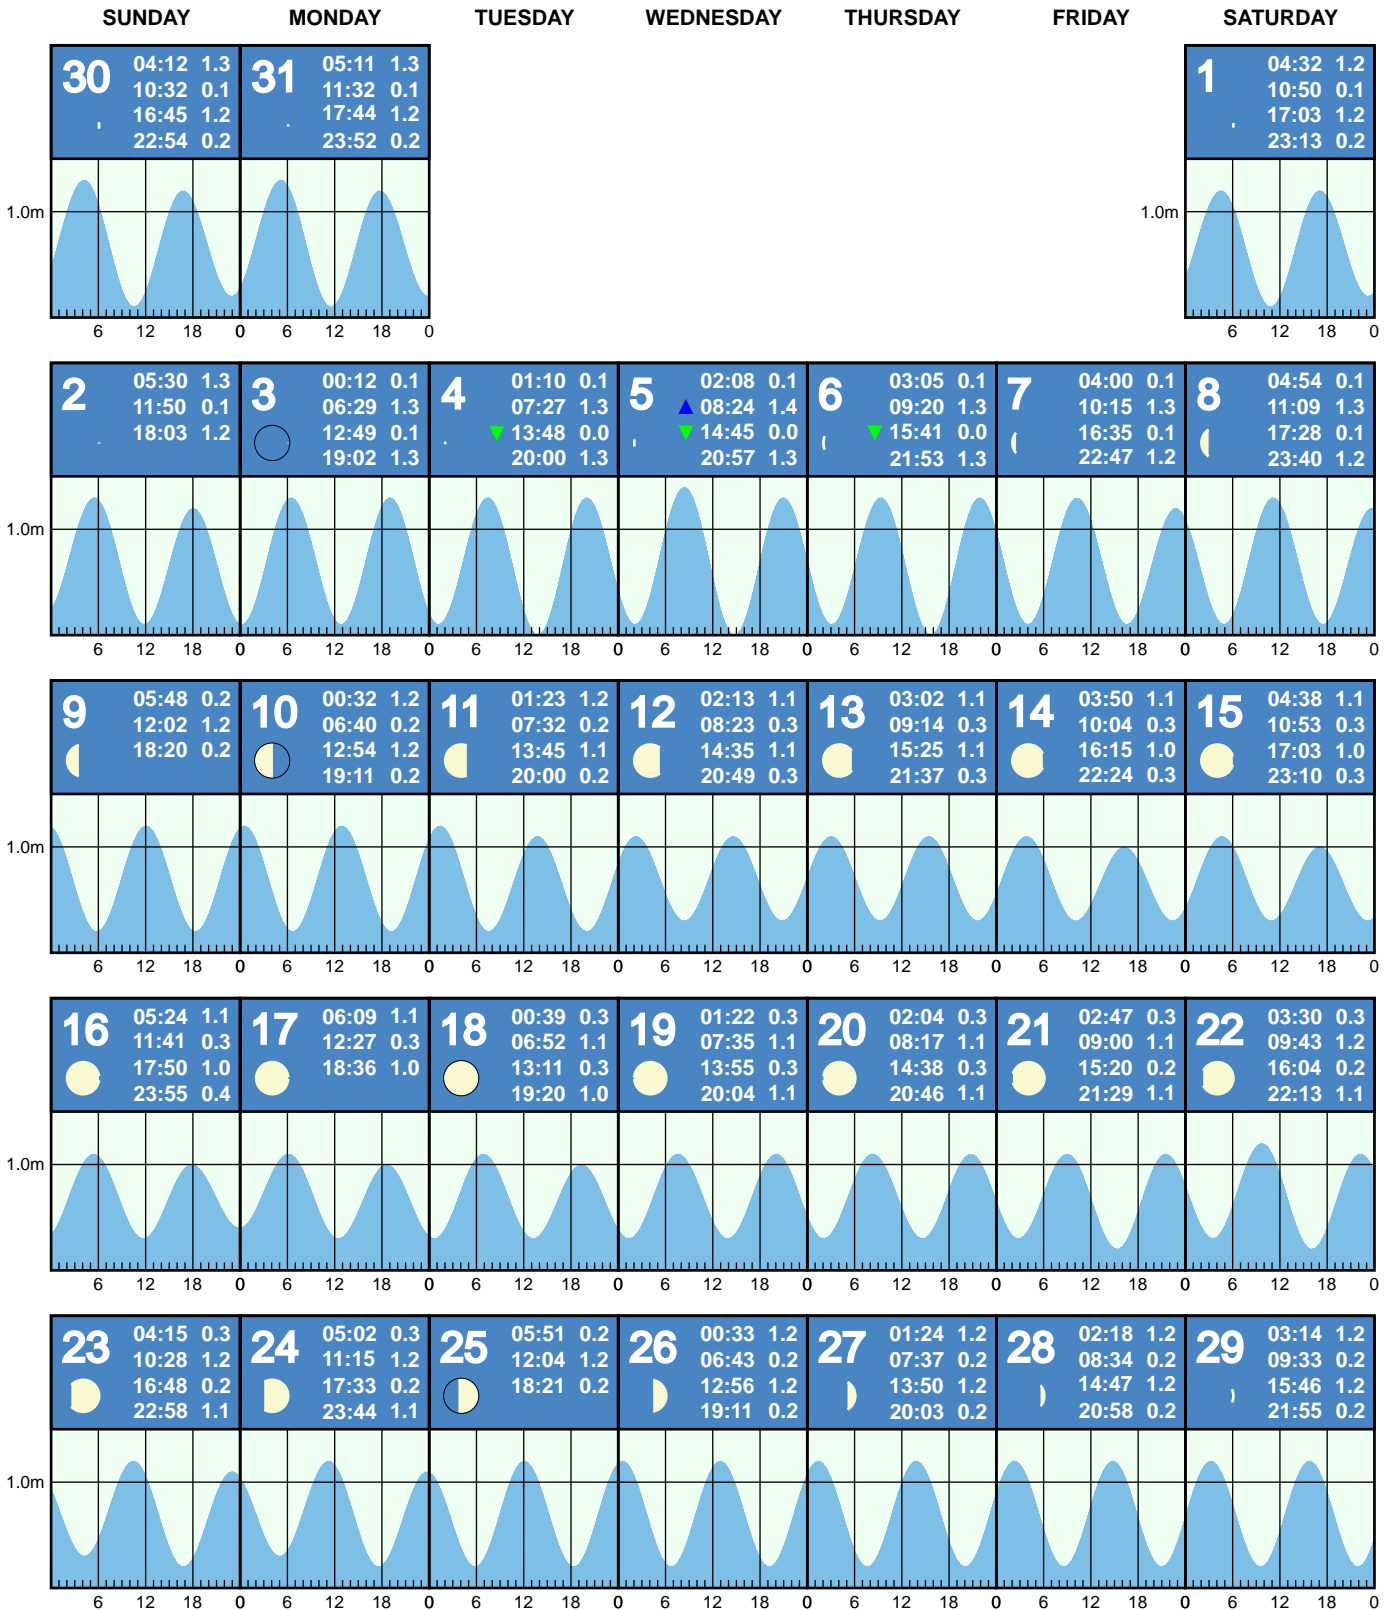 SUNDAY MONDAY TUESDAY WEDNESDAY THURSDAY FRIDAY SATURDAY
30 04:12 1.3
10:32 0.1
16:45 1.2
22:54 0.2
31 05:11 1.3
11:32 0.1
17:44 1.2
23:52 0.2
1 04:32 1.2
10:50 0.1
17:03 1.2
23:13 0.2
1.0m 1.0m
6 12 18 0 6 12 18 0 6 12 18 0
2 05:30 1.3
11:50 0.1
18:03 1.2
3 00:12 0.1
06:29 1.3
12:49 0.1
19:02 1.3
4 01:10 0.1
07:27 1.3
13:48 0.0
20:00 1.3
5 02:08 0.1
08:24 1.4
14:45 0.0
20:57 1.3
6 03:05 0.1
09:20 1.3
15:41 0.0
21:53 1.3
7 04:00 0.1
10:15 1.3
16:35 0.1
22:47 1.2
8 04:54 0.1
11:09 1.3
17:28 0.1
23:40 1.2
1.0m
6 12 18 0 6 12 18 0 6 12 18 0 6 12 18 0 6 12 18 0 6 12 18 0 6 12 18 0
9 05:48 0.2
12:02 1.2
18:20 0.2
10 00:32 1.2
06:40 0.2
12:54 1.2
19:11 0.2
11 01:23 1.2
07:32 0.2
13:45 1.1
20:00 0.2
12 02:13 1.1
08:23 0.3
14:35 1.1
20:49 0.3
13 03:02 1.1
09:14 0.3
15:25 1.1
21:37 0.3
14 03:50 1.1
10:04 0.3
16:15 1.0
22:24 0.3
15 04:38 1.1
10:53 0.3
17:03 1.0
23:10 0.3
1.0m
6 12 18 0 6 12 18 0 6 12 18 0 6 12 18 0 6 12 18 0 6 12 18 0 6 12 18 0
16 05:24 1.1
11:41 0.3
17:50 1.0
23:55 0.4
17 06:09 1.1
12:27 0.3
18:36 1.0
18 00:39 0.3
06:52 1.1
13:11 0.3
19:20 1.0
19 01:22 0.3
07:35 1.1
13:55 0.3
20:04 1.1
20 02:04 0.3
08:17 1.1
14:38 0.3
20:46 1.1
21 02:47 0.3
09:00 1.1
15:20 0.2
21:29 1.1
22 03:30 0.3
09:43 1.2
16:04 0.2
22:13 1.1
1.0m
6 12 18 0 6 12 18 0 6 12 18 0 6 12 18 0 6 12 18 0 6 12 18 0 6 12 18 0
23 04:15 0.3
10:28 1.2
16:48 0.2
22:58 1.1
24 05:02 0.3
11:15 1.2
17:33 0.2
23:44 1.1
25 05:51 0.2
12:04 1.2
18:21 0.2
26 00:33 1.2
06:43 0.2
12:56 1.2
19:11 0.2
27 01:24 1.2
07:37 0.2
13:50 1.2
20:03 0.2
28 02:18 1.2
08:34 0.2
14:47 1.2
20:58 0.2
29 03:14 1.2
09:33 0.2
15:46 1.2
21:55 0.2
1.0m
6 12 18 0 6 12 18 0 6 12 18 0 6 12 18 0 6 12 18 0 6 12 18 0 6 12 18 0